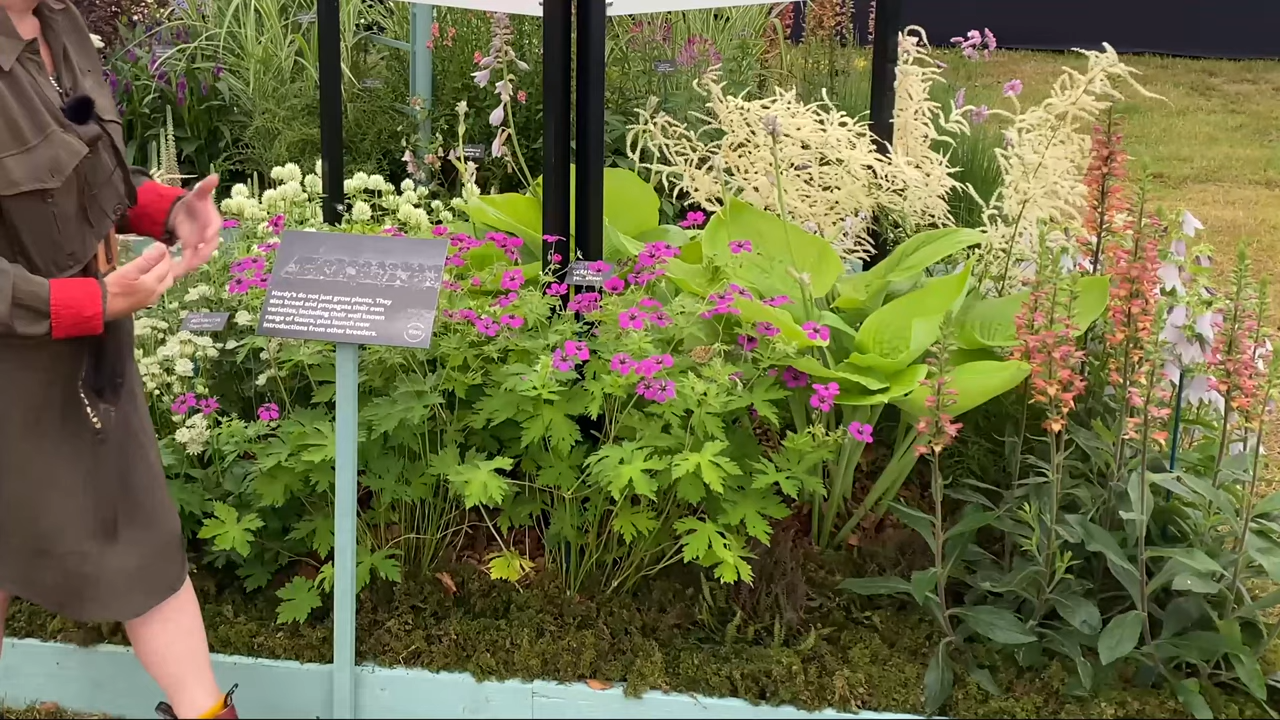 Hardy's do not just grow plants, They
also breed and propagate their own
varieties, including their well known
range of Gaura, plus launch new
introductions from other breeders.